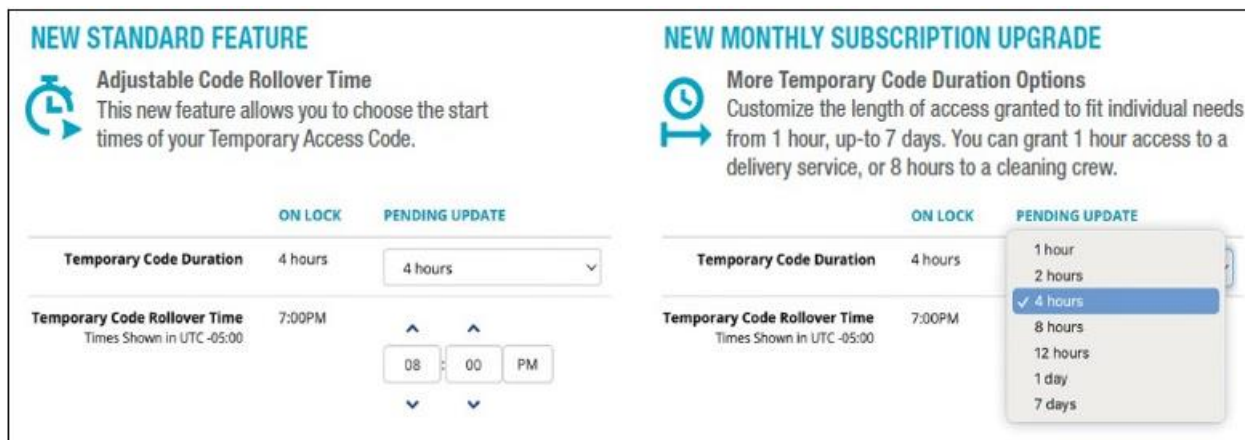 NEW STANDARD FEATURE
Adjustable Code Rollover Time
This new feature allows you to choose the start
times of your Temporary Access Code.
ON LOCK PENDING UPDATE
Temporary Code Duration 4 hours 4 hours
Temporary Code Rollover Time 7:00PM
Times Shown in UTC -05:00
08 : 00 PM
NEW MONTHLY SUBSCRIPTION UPGRADE
More Temporary Code Duration Options
Customize the length of access granted to fit individual needs
from 1 hour, up-to 7 days. You can grant 1 hour access to a
delivery service, or 8 hours to a cleaning crew.
ON LOCK PENDING UPDATE
Temporary Code Duration 4 hours
Temporary Code Rollover Time 7:00PM
Times Shown in UTC -05:00
1 hour
2 hours
✓ 4 hours
8 hours
12 hours
1 day
7 days